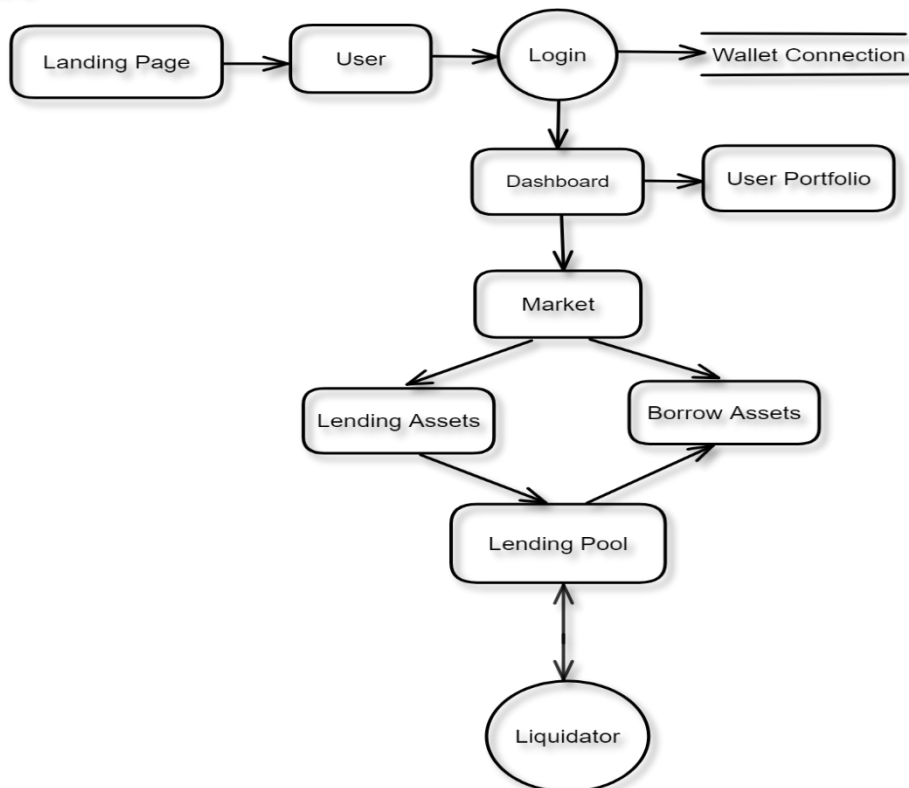 Landing Page
User
Login
Wallet Connection
Dashboard
User Portfolio
Market
Lending Assets
Borrow Assets
Lending Pool
Liquidator